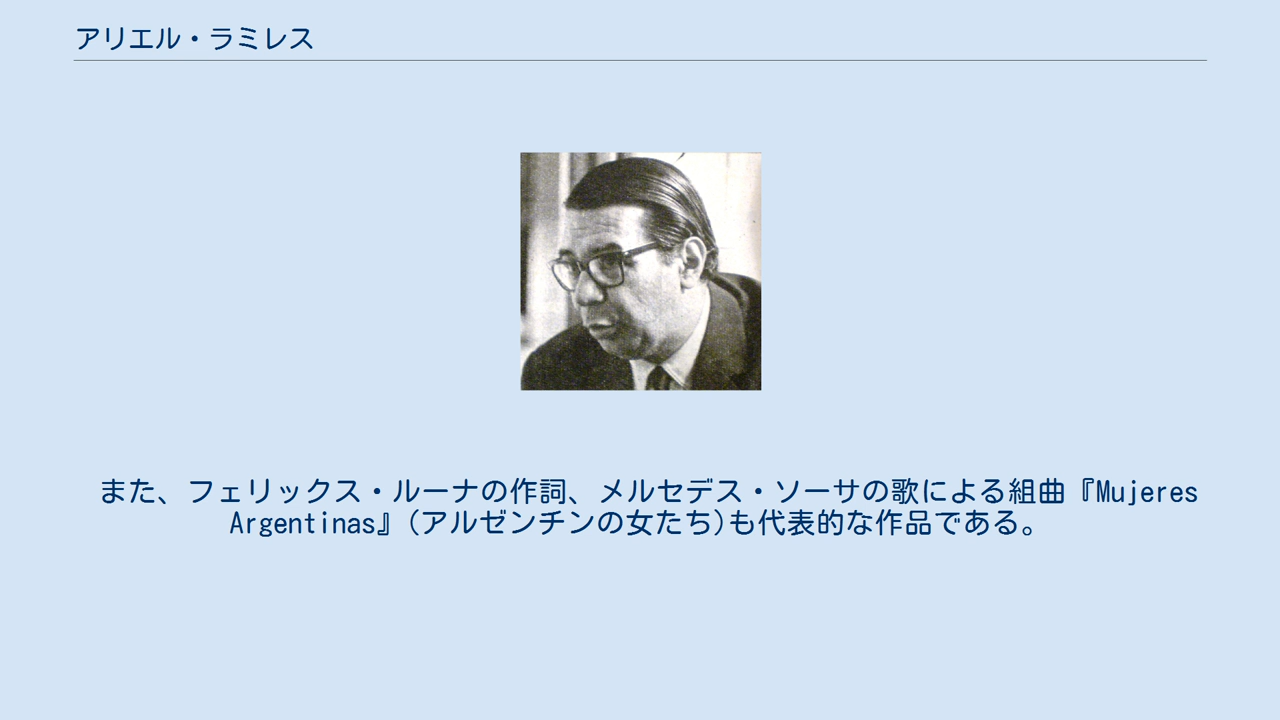 アリエル・ラミレス
また、フェリックス・ルーナの作詞、メルセデス・ソーサの歌による組曲『Mujeres
Argentinas』(アルゼンチンの女たち)も代表的な作品である。